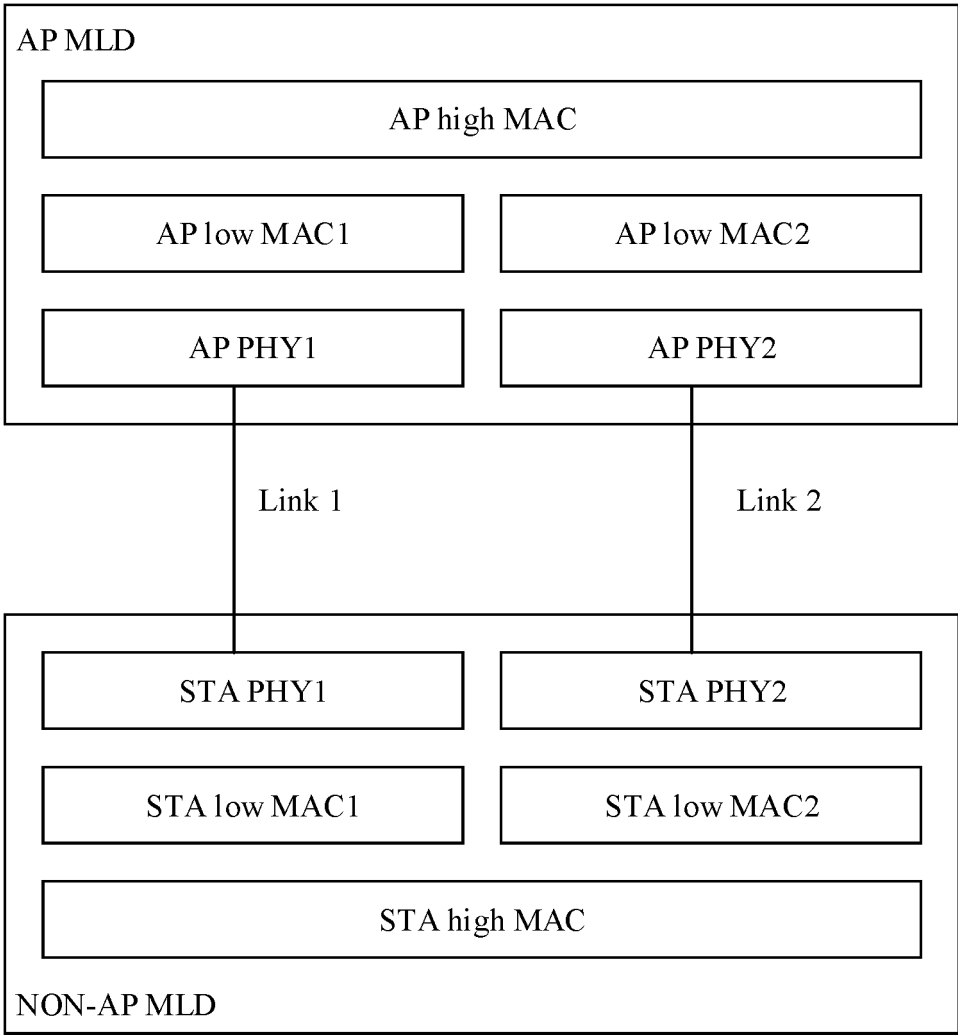 AP MLD
AP high MAC
AP low MAC1
AP low MAC2
AP PHY1
AP PHY2
Link 1
Link 2
STA PHY1
STA PHY2
STA low MAC1
STA low MAC2
STA high MAC
NON-AP MLD